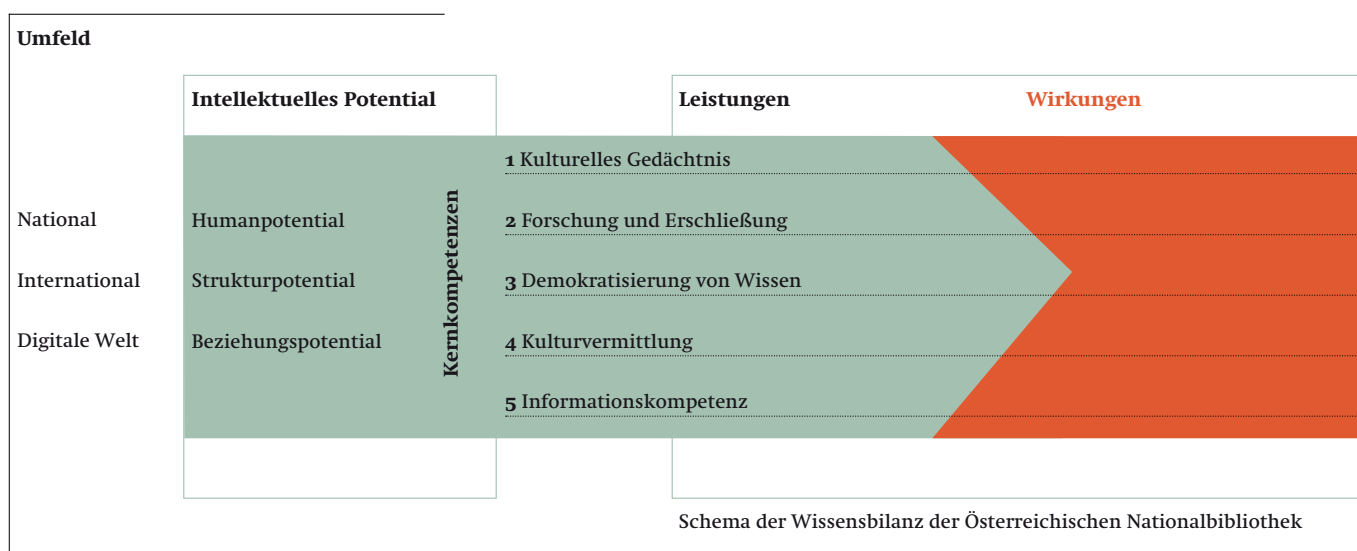 Umfeld
Intellektuelles Potential
Leistungen
Wirkungen
National
International
Digitale Welt
Humanpotential
Strukturpotential
Beziehungspotential
Kernkompetenzen
1 Kulturelles Gedächtnis
2 Forschung und Erschließung
3 Demokratisierung von Wissen
4 Kulturvermittlung
5 Informationskompetenz
Schema der Wissensbilanz der Österreichischen Nationalbibliothek